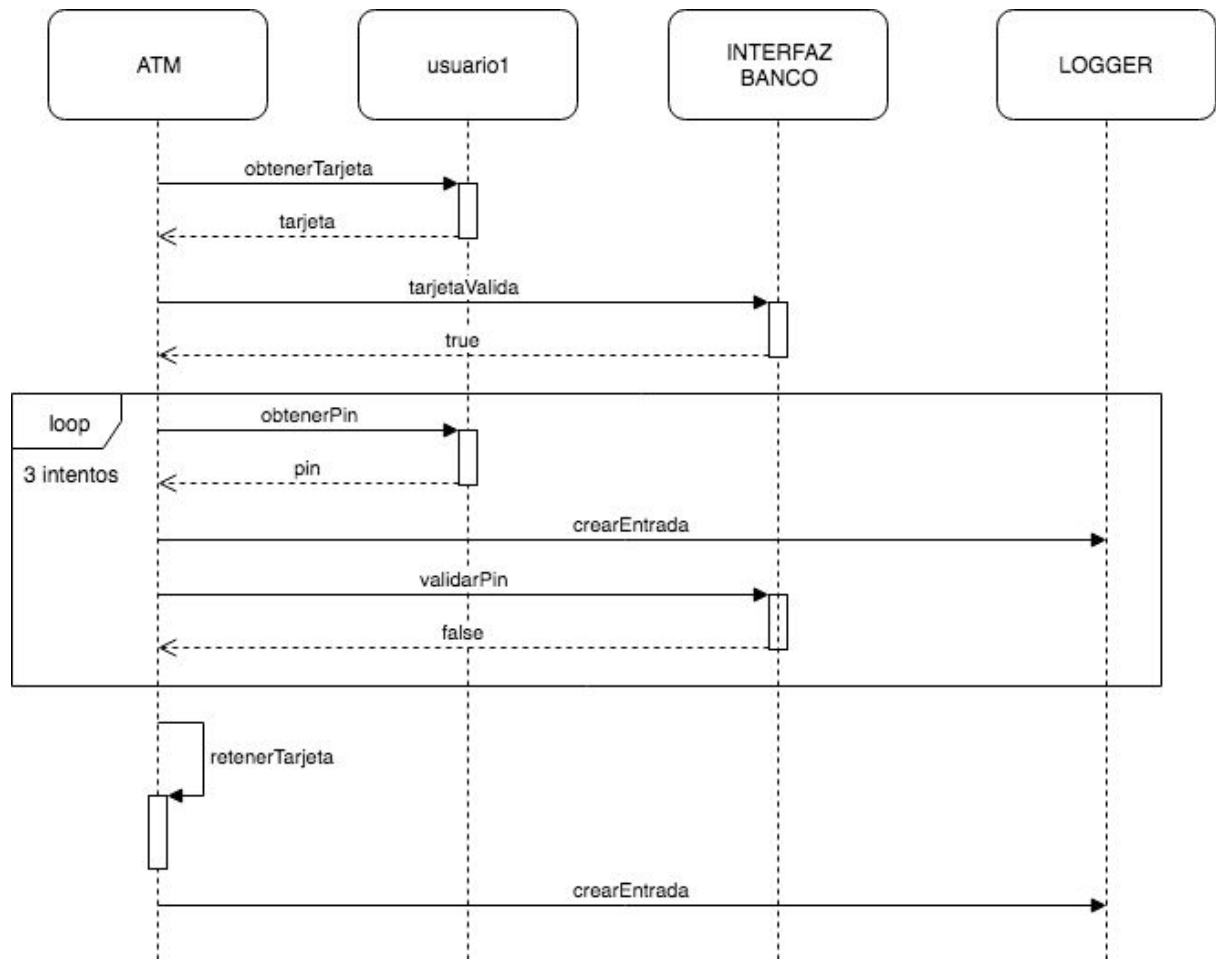 ATM
usuario1
INTERFAZ
BANCO
LOGGER
obtenerTarjeta
tarjeta
tarjetaValida
true
loop
obtenerPin
3 intentos
pin
crearEntrada
validarPin
false
retenerTarjeta
crearEntrada